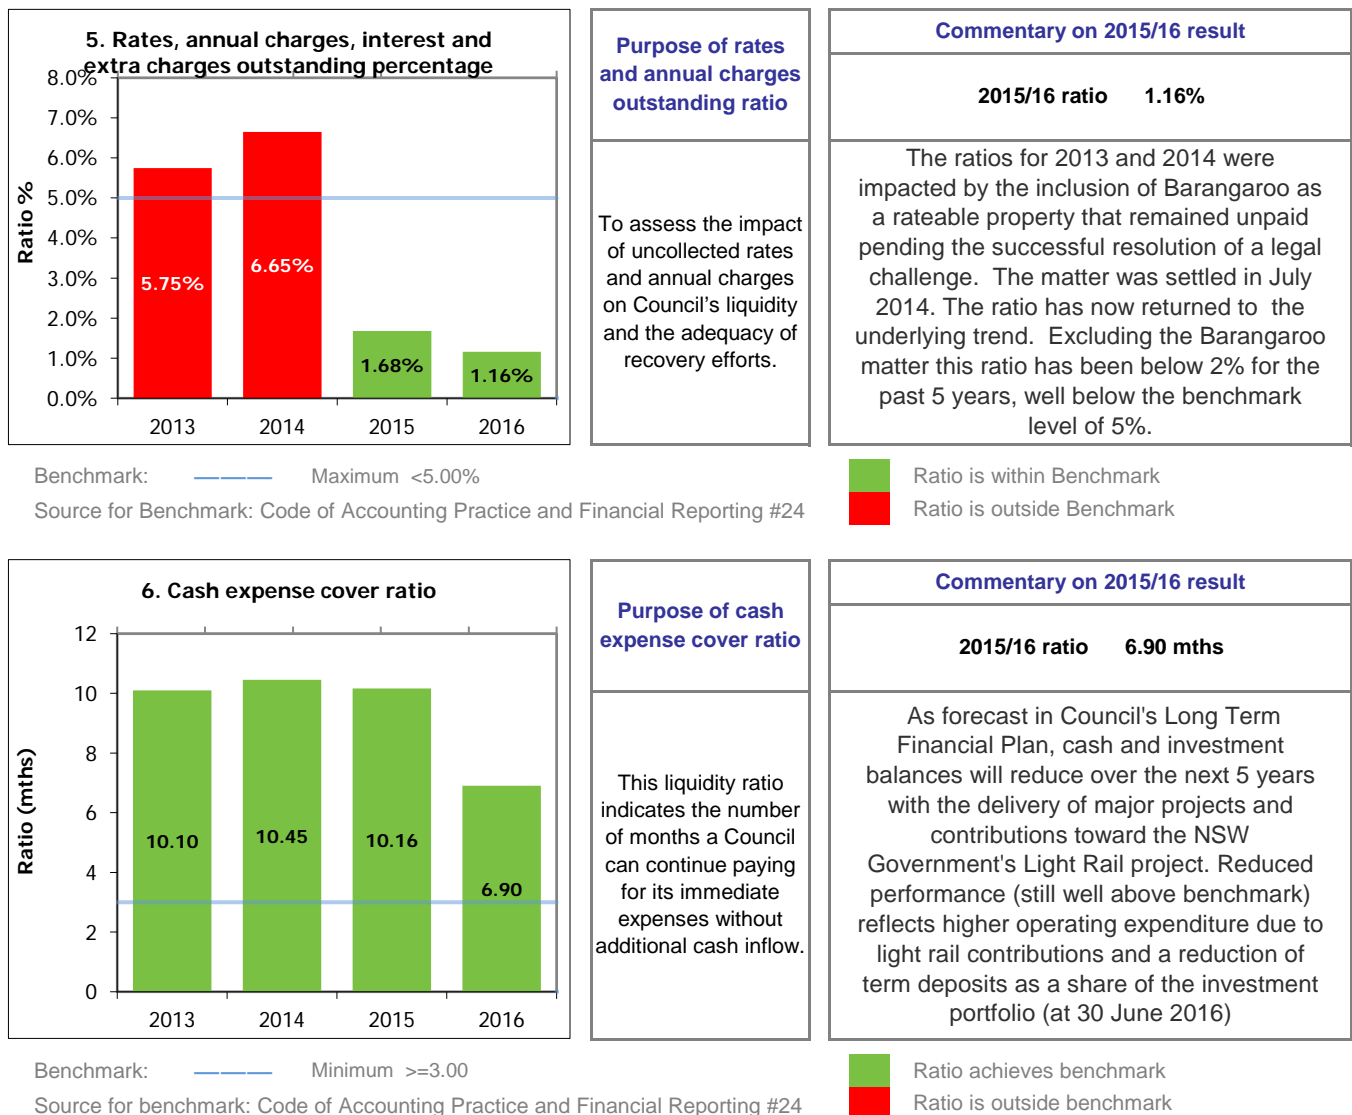 5. Rates, annual charges, interest and
extra charges outstanding percentage
8.0%
7.0%
6.0%
5.0%
4.0%
3.0%
2.0%
1.0%
0.0%
Ratio %
5.75%
6.65%
1.68%
1.16%
2013
2014
2015
2016
Purpose of rates
and annual charges
outstanding ratio
To assess the impact
of uncollected rates
and annual charges
on Council's liquidity
and the adequacy of
recovery efforts.
Commentary on 2015/16 result
2015/16 ratio 1.16%
The ratios for 2013 and 2014 were
impacted by the inclusion of Barangaroo as
a rateable property that remained unpaid
pending the successful resolution of a legal
challenge. The matter was settled in July
2014. The ratio has now returned to the
underlying trend. Excluding the Barangaroo
matter this ratio has been below 2% for the
past 5 years, well below the benchmark
level of 5%.
Benchmark: Maximum <5.00%
Source for Benchmark: Code of Accounting Practice and Financial Reporting #24
Ratio is within Benchmark
Ratio is outside Benchmark
6. Cash expense cover ratio
12
10
8
6
4
2
0
Ratio (mths)
10.10
10.45
10.16
6.90
2013
2014
2015
2016
Purpose of cash
expense cover ratio
This liquidity ratio
indicates the number
of months a Council
can continue paying
for its immediate
expenses without
additional cash inflow.
Commentary on 2015/16 result
2015/16 ratio 6.90 mths
As forecast in Council's Long Term
Financial Plan, cash and investment
balances will reduce over the next 5 years
with the delivery of major projects and
contributions toward the NSW
Government's Light Rail project. Reduced
performance (still well above benchmark)
reflects higher operating expenditure due to
light rail contributions and a reduction of
term deposits as a share of the investment
portfolio (at 30 June 2016)
Benchmark: Minimum >=3.00
Source for benchmark: Code of Accounting Practice and Financial Reporting #24
Ratio achieves benchmark
Ratio is outside benchmark